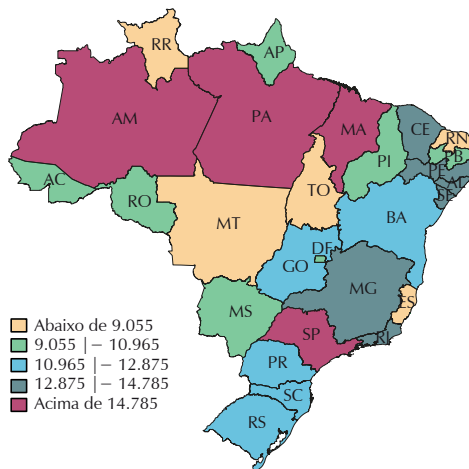 RR
AP
AM
PA
MA
CE
RN
PB
PE
AL
SE
PI
AC
RO
TO
MT
BA
DF
GO
MG
ES
MS
SP
RJ
PR
SC
RS
Abaixo de 9.055
9.055 |− 10.965
10.965 |− 12.875
12.875 |− 14.785
Acima de 14.785